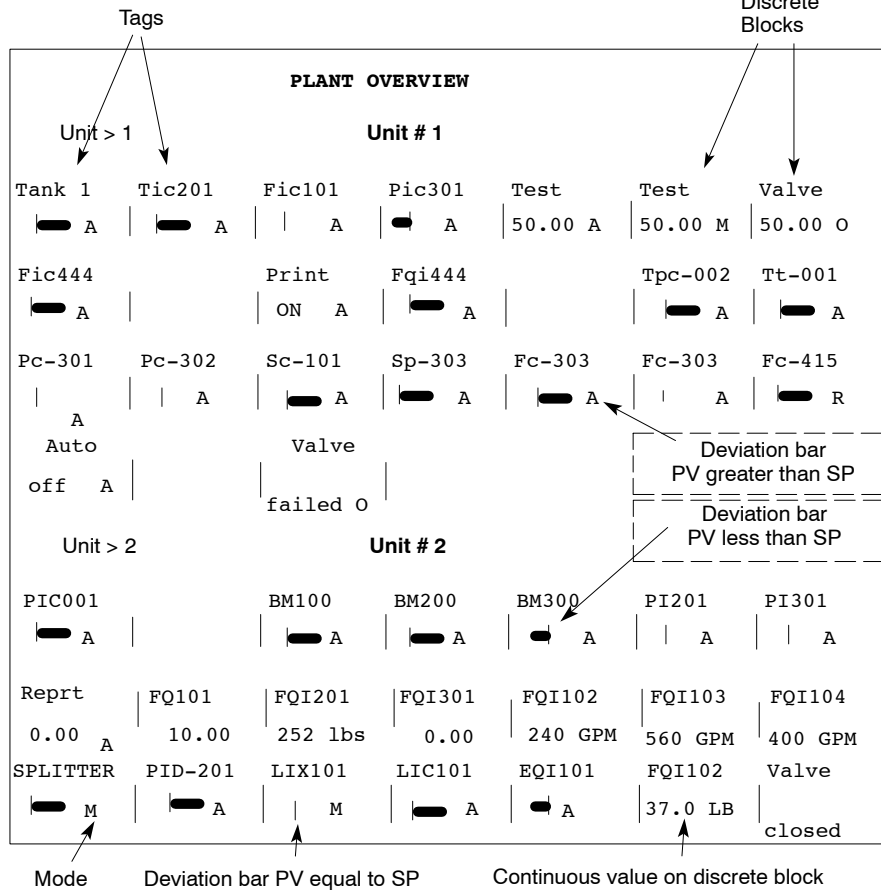 Discrete
Tags Blocks
PLANT OVERVIEW
Unit > 1 Unit # 1
Tank 1 Tic201 Fic101 Pic301 Test Test Valve
A A A A 50.00 A 50.00 M 50.00 O
Fic444 Print Fqi444 Tpc-002 Tt-001
A ON A A A A
Pc-301 Pc-302 Sc-101 Sp-303 Fc-303 Fc-303 Fc-415
A A A A A A R
Auto Valve
off A failed O
Deviation bar
PV greater than SP
Deviation bar
PV less than SP
Unit > 2 Unit # 2
PIC001 BM100 BM200 BM300 PI201 PI301
A A A A A A
Reprt FQ101 FQI201 FQI301 FQI102 FQI103 FQI104
0.00 A 10.00 252 lbs 0.00 240 GPM 560 GPM 400 GPM
SPLITTER PID-201 LIX101 LIC101 EQI101 FQI102 Valve
M A M A A 37.0 LB closed
Mode Deviation bar PV equal to SP Continuous value on discrete block